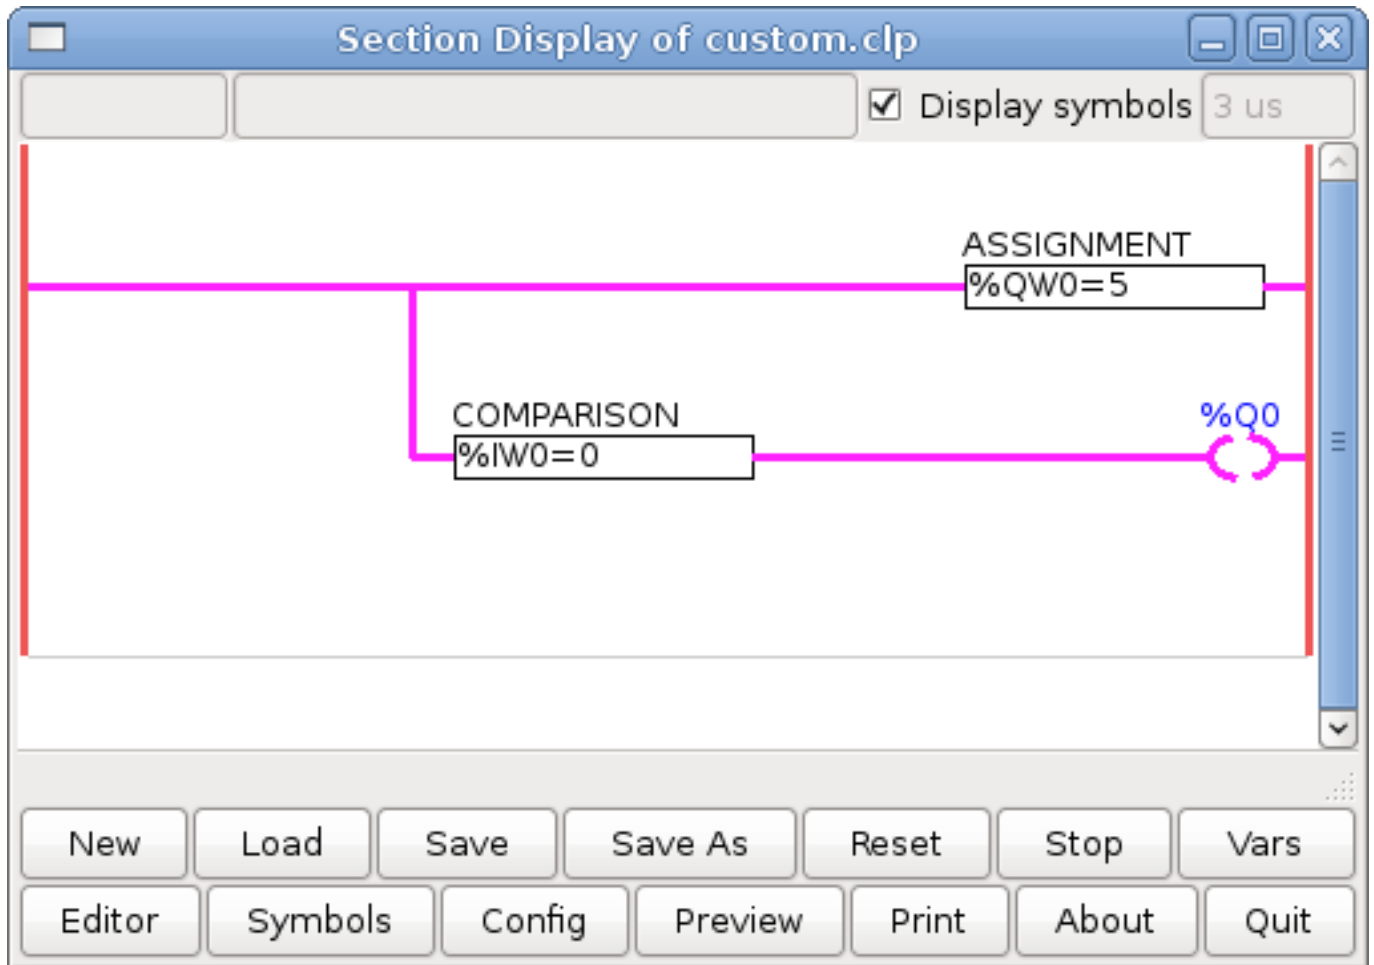 Section Display of custom.clp
Display symbols 3 us
ASSIGNMENT
%QW0=5
COMPARISON %Q0
%IW0=0
New Load Save Save As Reset Stop Vars
Editor Symbols Config Preview Print About Quit